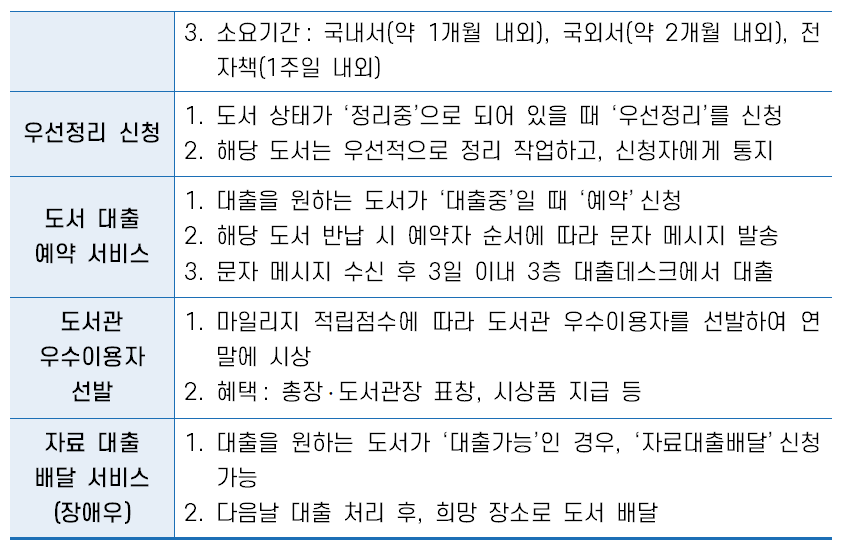 3. 소요기간 : 국내서(약 1개월 내외), 국외서(약 2개월 내외), 전
자책(1주일 내외)
우선정리 신청
1. 도서 상태가 ‘정리중’으로 되어 있을 때 ‘우선정리’를 신청
2. 해당 도서는 우선적으로 정리 작업하고, 신청자에게 통지
도서 대출
예약 서비스
1. 대출을 원하는 도서가 ‘대출중’일 때 ‘예약’ 신청
2. 해당 도서 반납 시 예약자 순서에 따라 문자 메시지 발송
3. 문자 메시지 수신 후 3일 이내 3층 대출데스크에서 대출
도서관
우수이용자
선발
1. 마일리지 적립점수에 따라 도서관 우수이용자를 선발하여 연
말에 시상
2. 혜택 : 총장·도서관장 표창, 시상품 지급 등
자료 대출
배달 서비스
(장애우)
1. 대출을 원하는 도서가 ‘대출가능’인 경우, ‘자료대출배달’ 신청
가능
2. 다음날 대출 처리 후, 희망 장소로 도서 배달